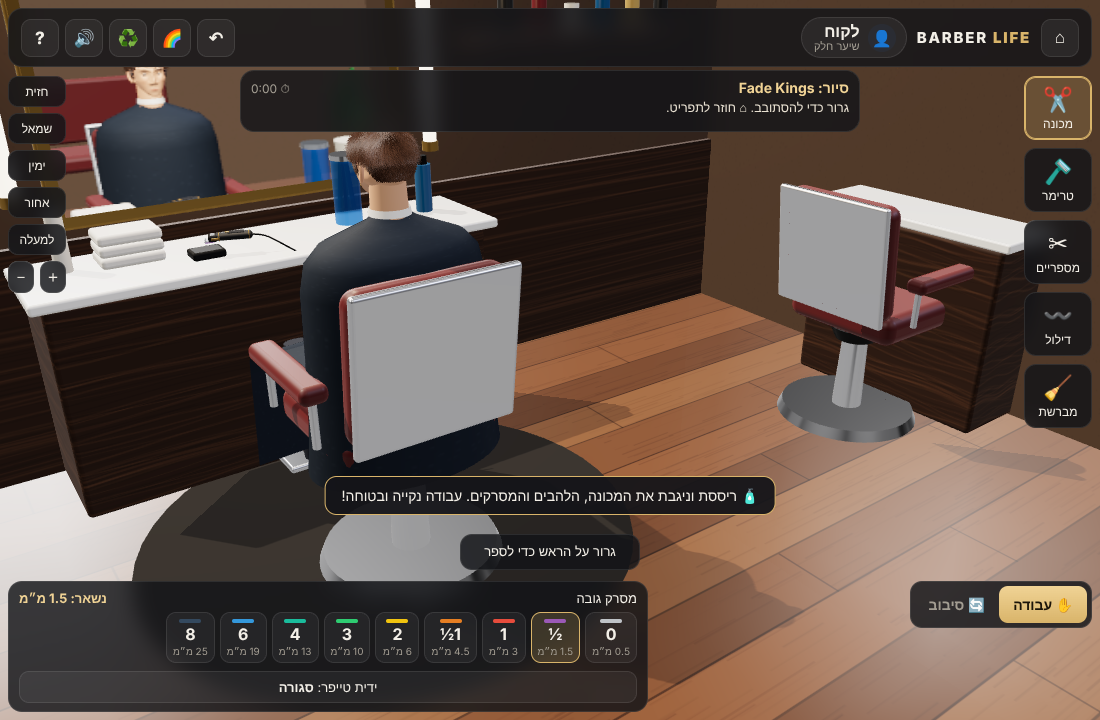 BARBER LIFE
לקוח
שיער חלק
?
סיור: Fade Kings
0:00
גרור כדי להסתובב. ⌂ חוזר לתפריט.
מכונה
טרימר
מספריים
דילול
מברשת
חזית
שמאל
ימין
אחור
למעלה
+ −
🧴 ריססת וניגבת את המכונה, הלהבים והמסרקים. עבודה נקייה ובטוחה!
גרור על הראש כדי לספר
מסרק גובה
נשאר: 1.5 מ״מ
0
0.5 מ״מ
½
1.5 מ״מ
1
3 מ״מ
1½
4.5 מ״מ
2
6 מ״מ
3
10 מ״מ
4
13 מ״מ
6
19 מ״מ
8
25 מ״מ
ידית טייפר: סגורה
עבודה
סיבוב